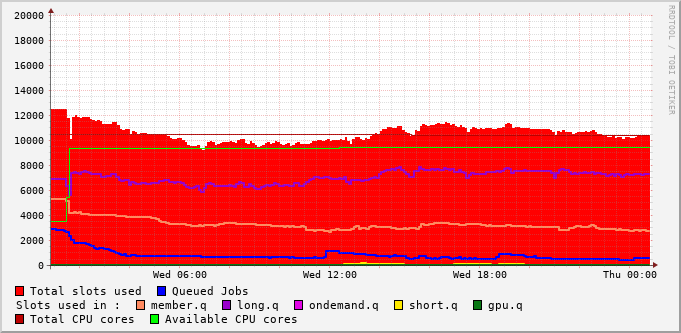 RRDTOOL / TOBI OETIKER
20000
18000
16000
14000
12000
10000
8000
6000
4000
2000
0
Wed 06:00 Wed 12:00 Wed 18:00 Thu 00:00
Total slots used Queued Jobs
Slots used in : member.q long.q ondemand.q short.q gpu.q
Total CPU cores Available CPU cores